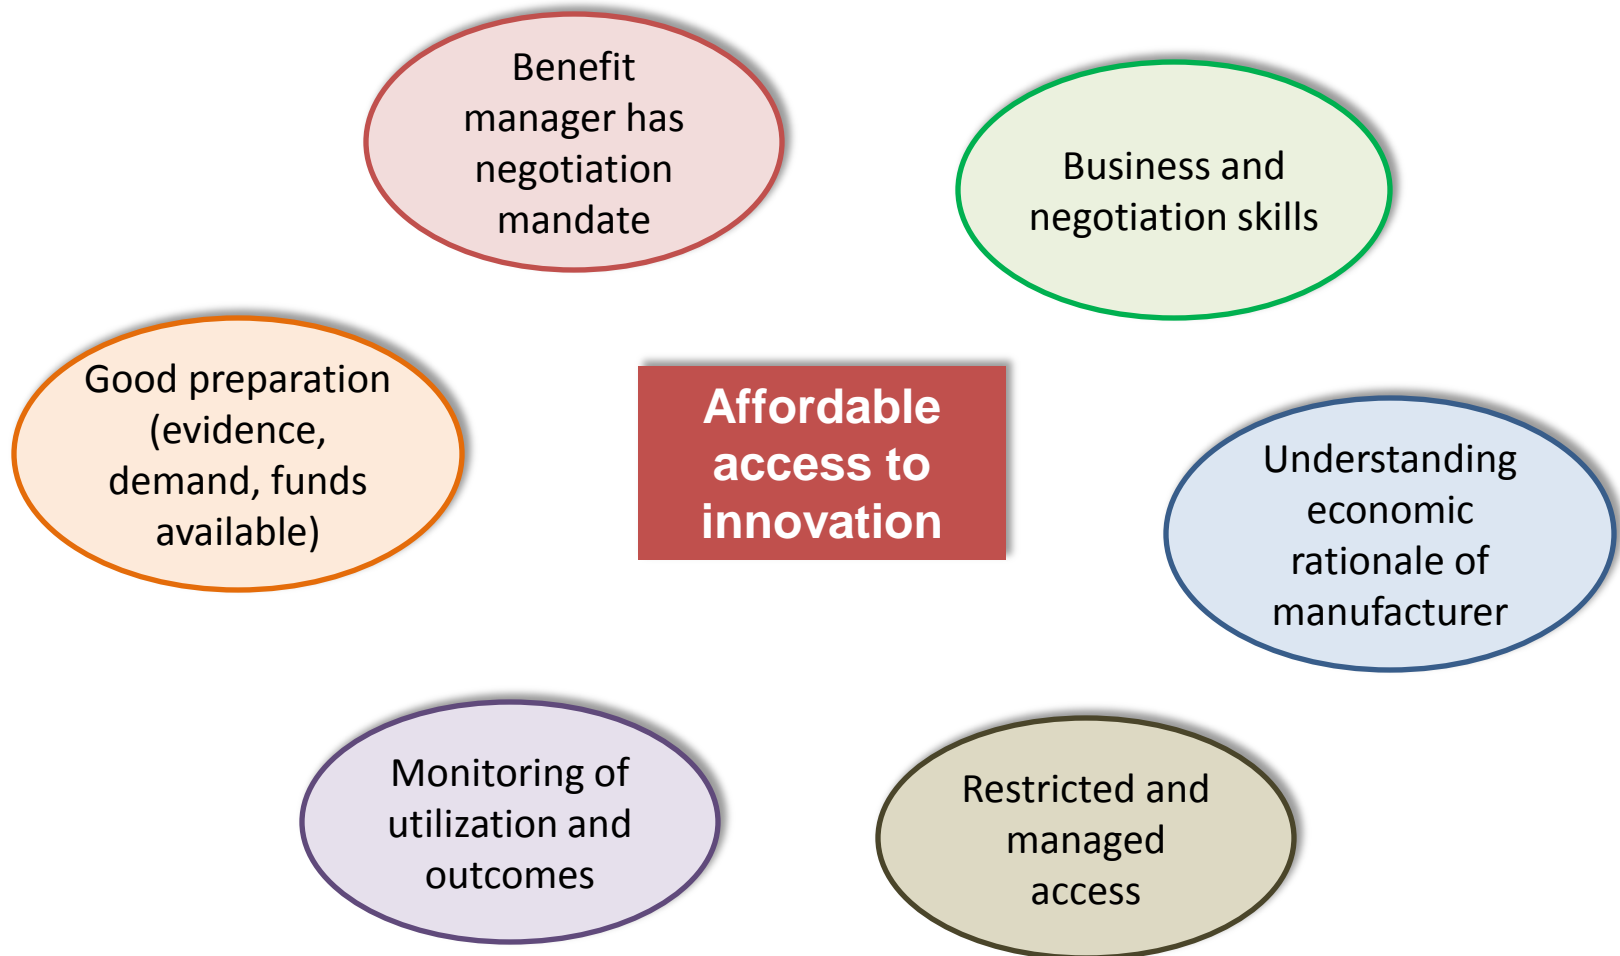 Benefit
manager has
negotiation
mandate
Business and
negotiation skills
Good preparation
(evidence,
demand, funds
available)
Affordable
access to
innovation
Understanding
economic
rationale of
manufacturer
Monitoring of
utilization and
outcomes
Restricted and
managed
access